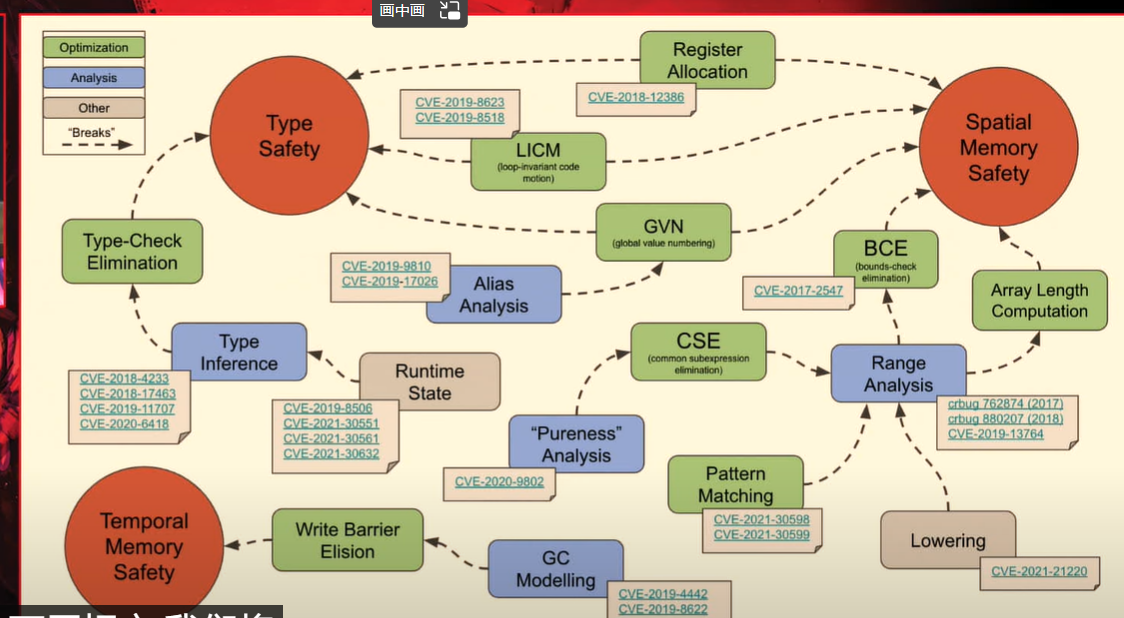 画中画
Optimization
Analysis
Other
"Breaks"
Type
Safety
Register
Allocation
CVE-2018-12386
Spatial
Memory
Safety
CVE-2019-8623
CVE-2019-8518
LICM
(loop-invariant code
motion)
GVN
(global value numbering)
Type-Check
Elimination
BCE
(bounds-check
elimination)
CVE-2017-2547
CVE-2019-9810
CVE-2019-17026
Alias
Analysis
Array Length
Computation
Type
Inference
CVE-2018-4233
CVE-2018-17463
CVE-2019-11707
CVE-2020-6418
Runtime
State
CVE-2019-8506
CVE-2021-30551
CVE-2021-30561
CVE-2021-30632
CSE
(common subexpression
elimination)
Range
Analysis
crbug 762874 (2017)
crbug 880207 (2018)
CVE-2019-13764
"Pureness"
Analysis
CVE-2020-9802
Pattern
Matching
CVE-2021-30598
CVE-2021-30599
Temporal
Memory
Safety
Write Barrier
Elision
GC
Modelling
CVE-2019-4442
CVE-2019-8622
Lowering
CVE-2021-21220